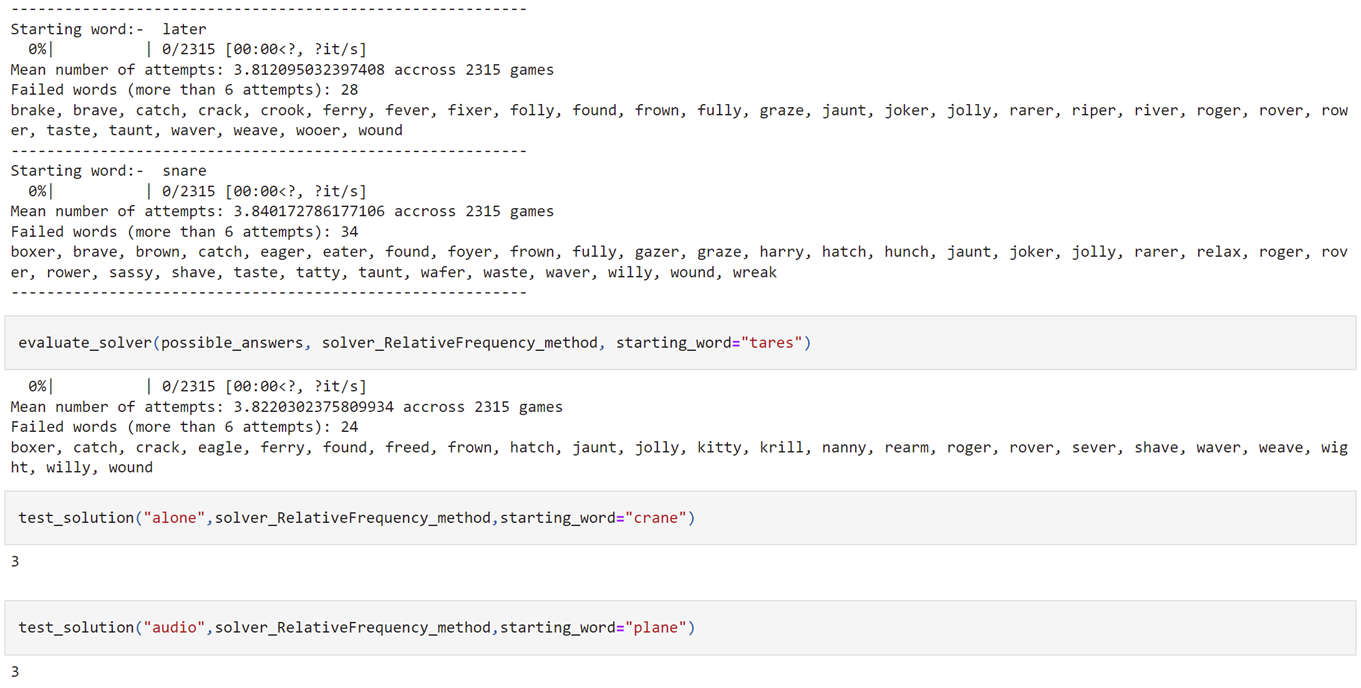 ----------------------------------------------------------
Starting word:-  later
  0%|          | 0/2315 [00:00<?, ?it/s]
Mean number of attempts: 3.812095032397408 accross 2315 games
Failed words (more than 6 attempts): 28
brake, brave, catch, crack, crook, ferry, fever, fixer, folly, found, frown, fully, graze, jaunt, joker, jolly, rarer, riper, river, roger, rover, row
er, taste, taunt, waver, weave, wooer, wound
----------------------------------------------------------
Starting word:-  snare
  0%|          | 0/2315 [00:00<?, ?it/s]
Mean number of attempts: 3.840172786177106 accross 2315 games
Failed words (more than 6 attempts): 34
boxer, brave, brown, catch, eager, eater, found, foyer, frown, fully, gazer, graze, harry, hatch, hunch, jaunt, joker, jolly, rarer, relax, roger, rov
er, rower, sassy, shave, taste, tatty, taunt, wafer, waste, waver, willy, wound, wreak
----------------------------------------------------------
evaluate_solver(possible_answers, solver_RelativeFrequency_method, starting_word="tares")
  0%|          | 0/2315 [00:00<?, ?it/s]
Mean number of attempts: 3.8220302375809934 accross 2315 games
Failed words (more than 6 attempts): 24
boxer, catch, crack, eagle, ferry, found, freed, frown, hatch, jaunt, jolly, kitty, krill, nanny, rearm, roger, rover, sever, shave, waver, weave, wig
ht, willy, wound
test_solution("alone",solver_RelativeFrequency_method,starting_word="crane")
3
test_solution("audio",solver_RelativeFrequency_method,starting_word="plane")
3